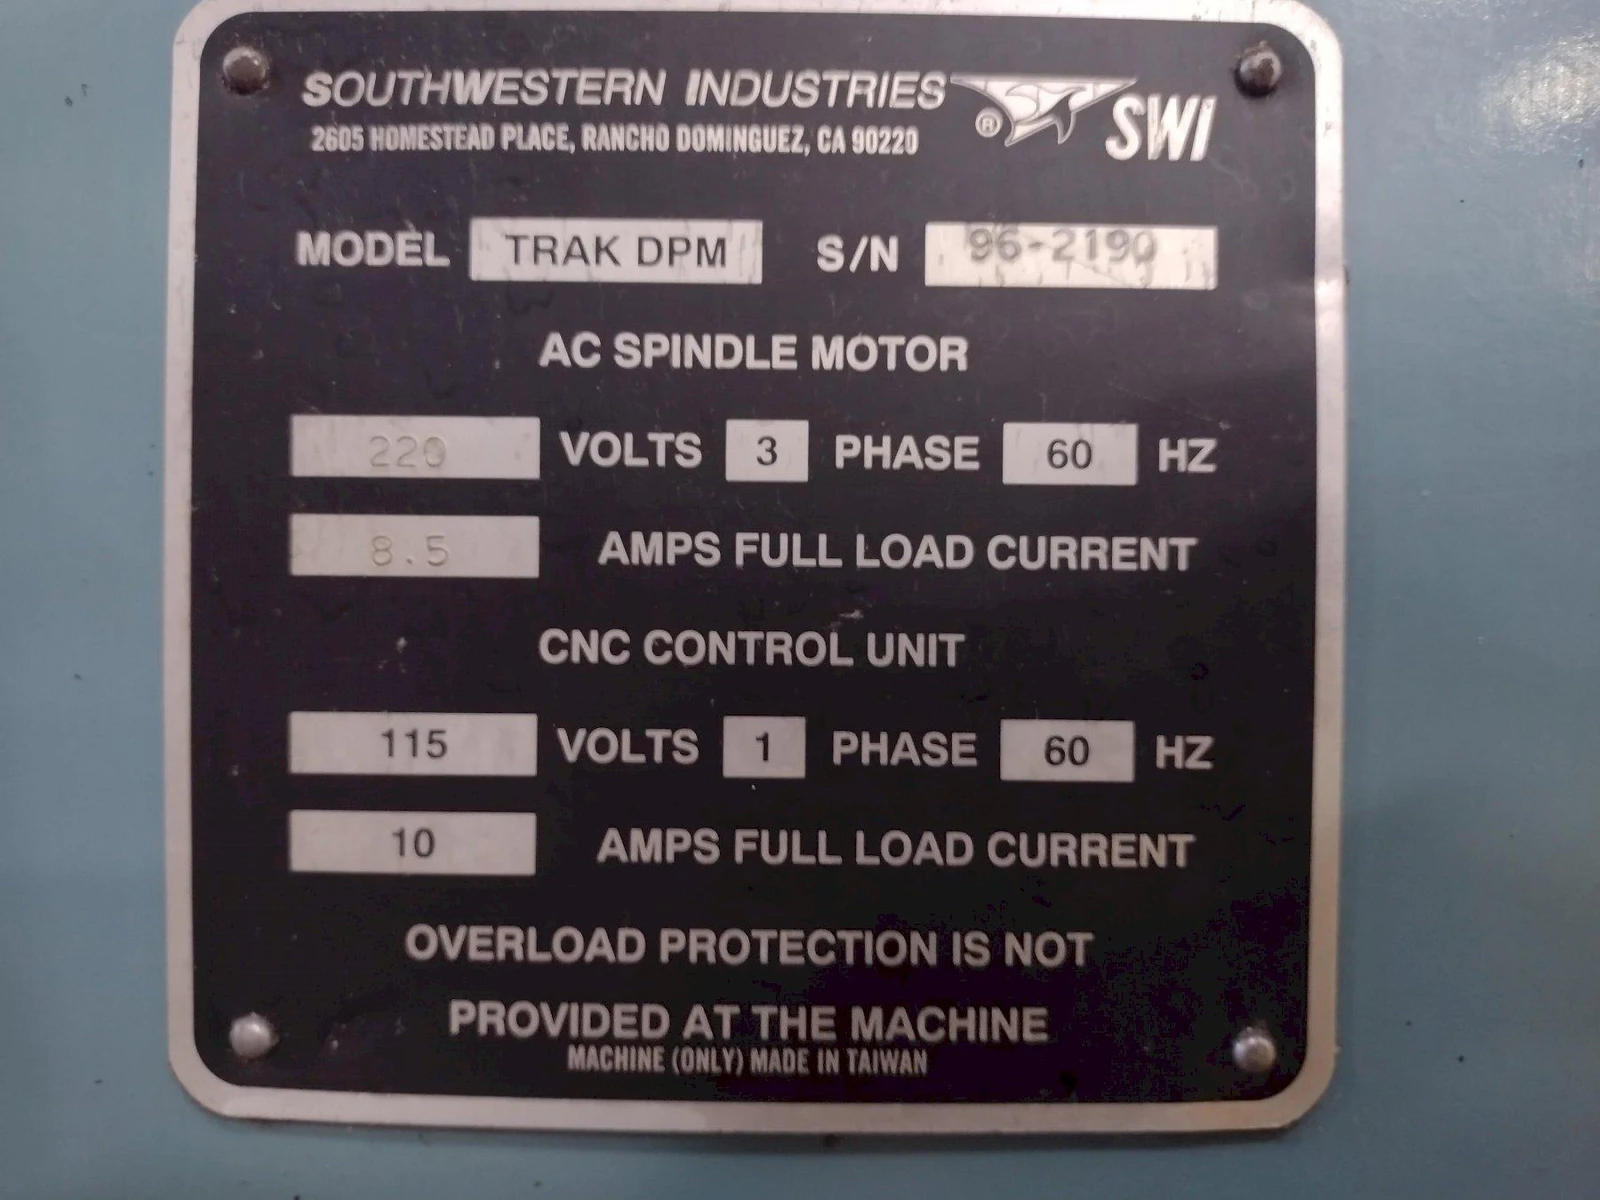 SOUTHWESTERN INDUSTRIES ® SWI
2605 HOMESTEAD PLACE, RANCHO DOMINGUEZ, CA 90220
MODEL TRAK DPM S/N 96-2190
AC SPINDLE MOTOR
220 VOLTS 3 PHASE 60 HZ
8.5 AMPS FULL LOAD CURRENT
CNC CONTROL UNIT
115 VOLTS 1 PHASE 60 HZ
10 AMPS FULL LOAD CURRENT
OVERLOAD PROTECTION IS NOT
PROVIDED AT THE MACHINE
MACHINE (ONLY) MADE IN TAIWAN